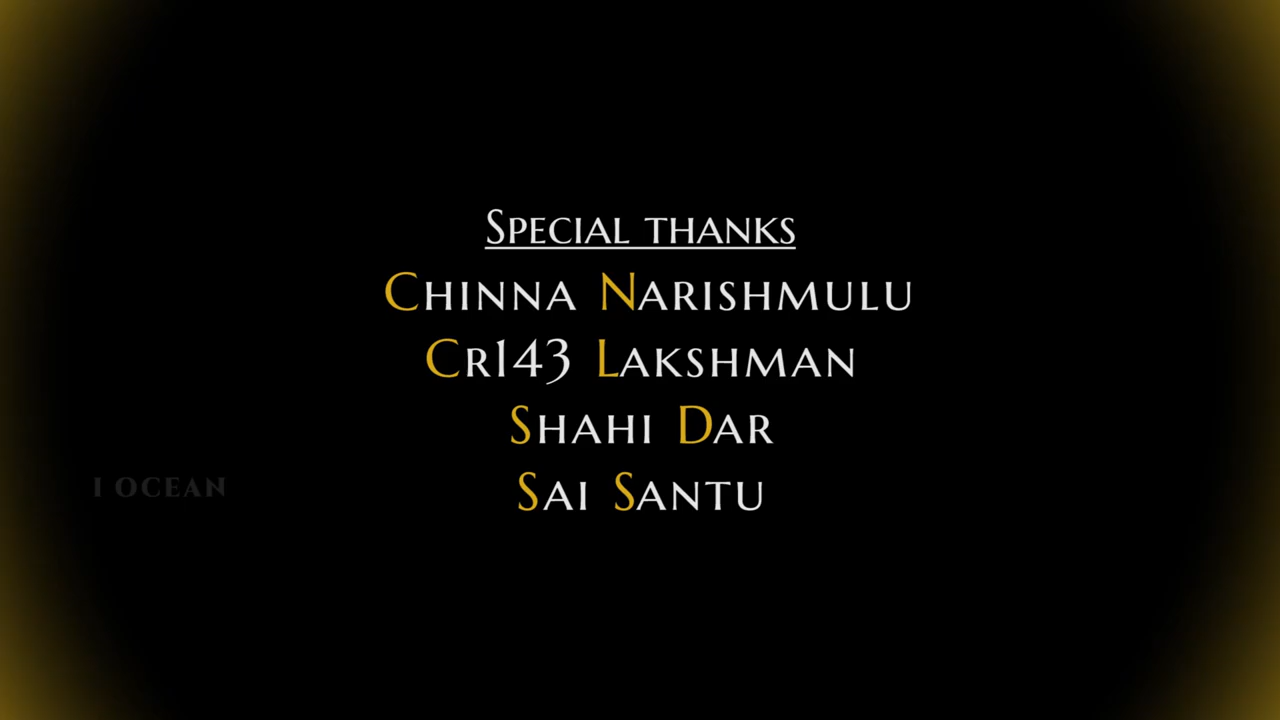 Special thanks
Chinna Narishmulu
Cr143 Lakshman
Shahi Dar
Sai Santu
I OCEAN